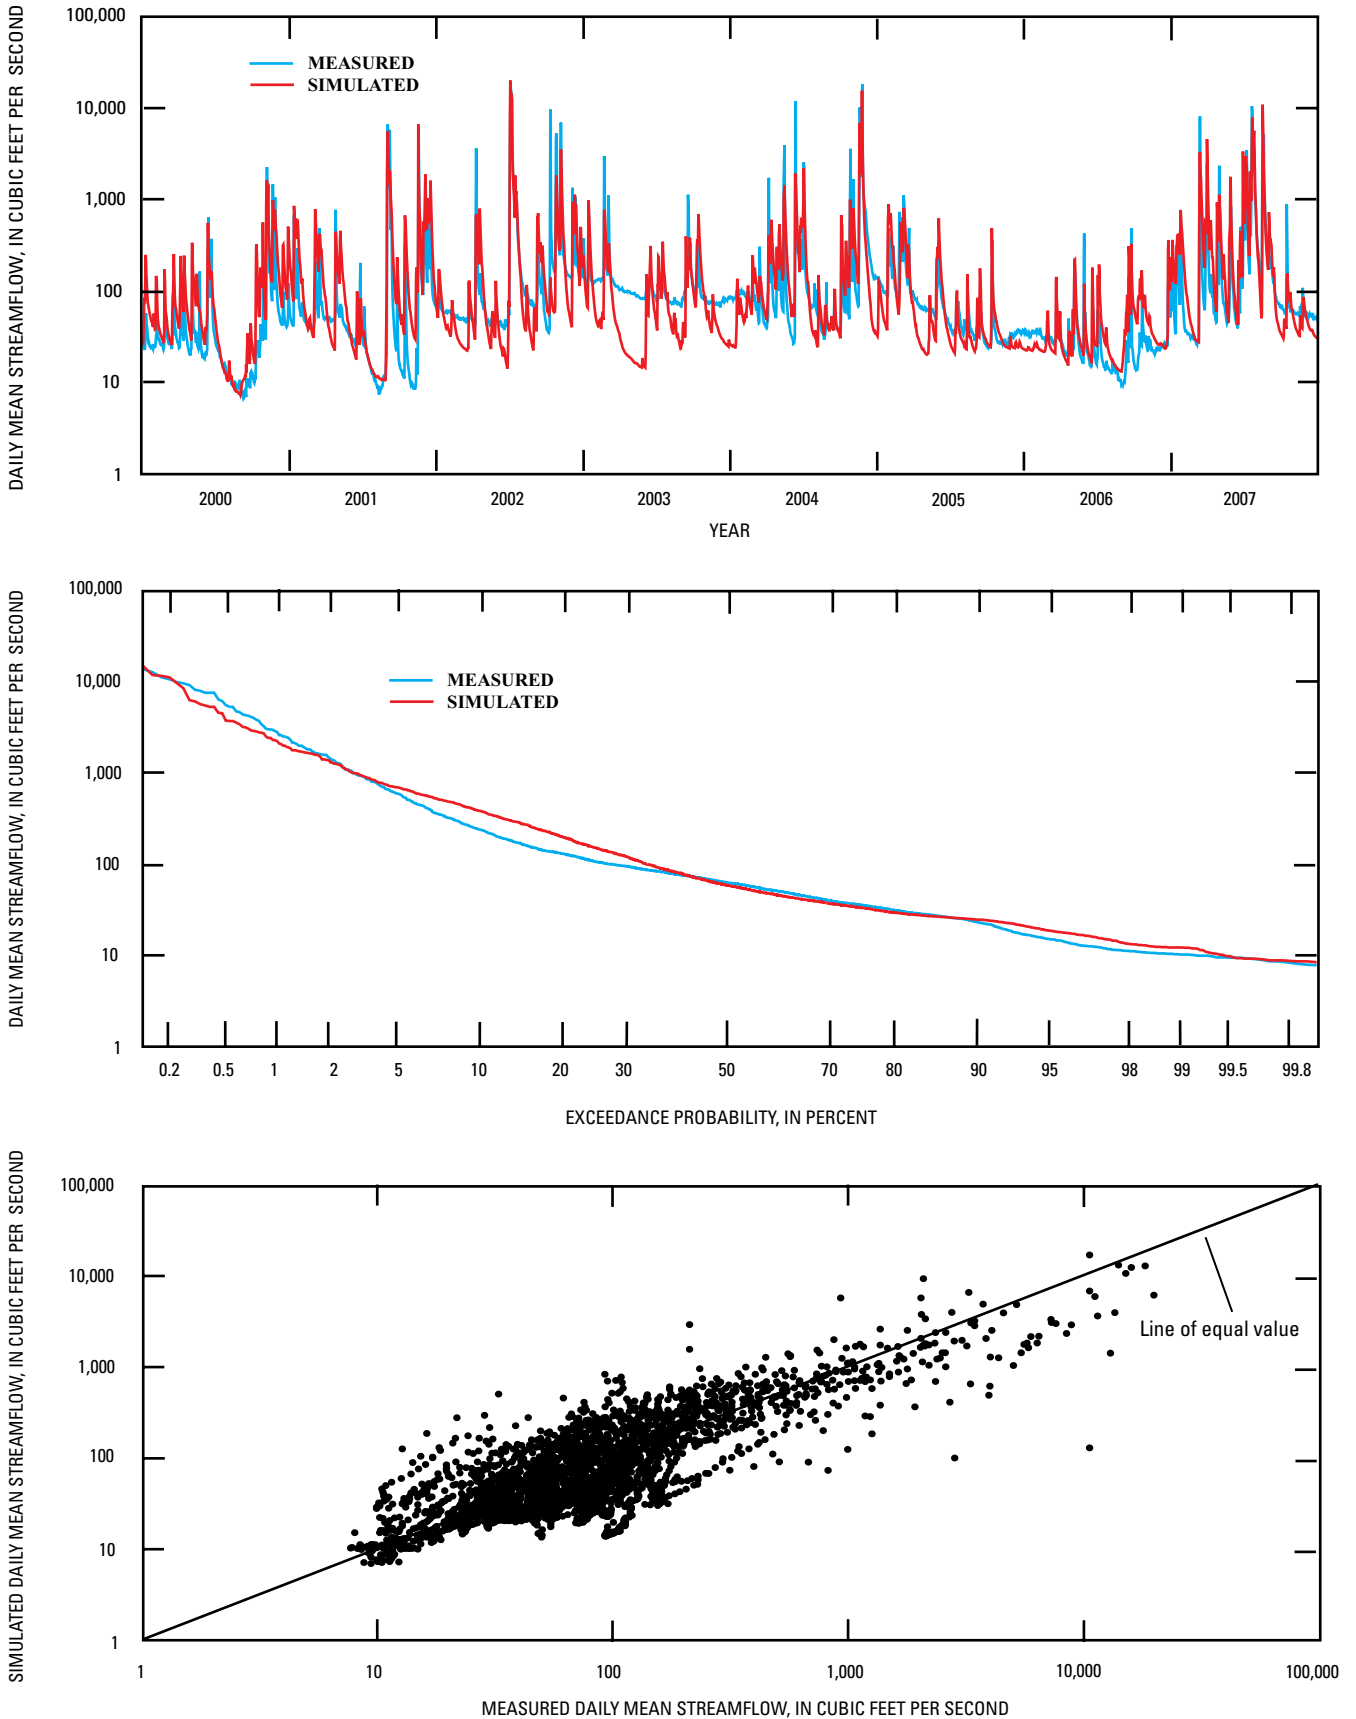 DAILY MEAN STREAMFLOW, IN CUBIC FEET PER SECOND
100,000
10,000
1,000
100
10
1
MEASURED
SIMULATED
2000 2001 2002 2003 2004 2005 2006 2007
YEAR
DAILY MEAN STREAMFLOW, IN CUBIC FEET PER SECOND
100,000
10,000
1,000
100
10
1
MEASURED
SIMULATED
0.2 0.5 1 2 5 10 20 30 50 70 80 90 95 98 99 99.5 99.8
EXCEEDANCE PROBABILITY, IN PERCENT
SIMULATED DAILY MEAN STREAMFLOW, IN CUBIC FEET PER SECOND
100,000
10,000
1,000
100
10
1
Line of equal value
1 10 100 1,000 10,000 100,000
MEASURED DAILY MEAN STREAMFLOW, IN CUBIC FEET PER SECOND